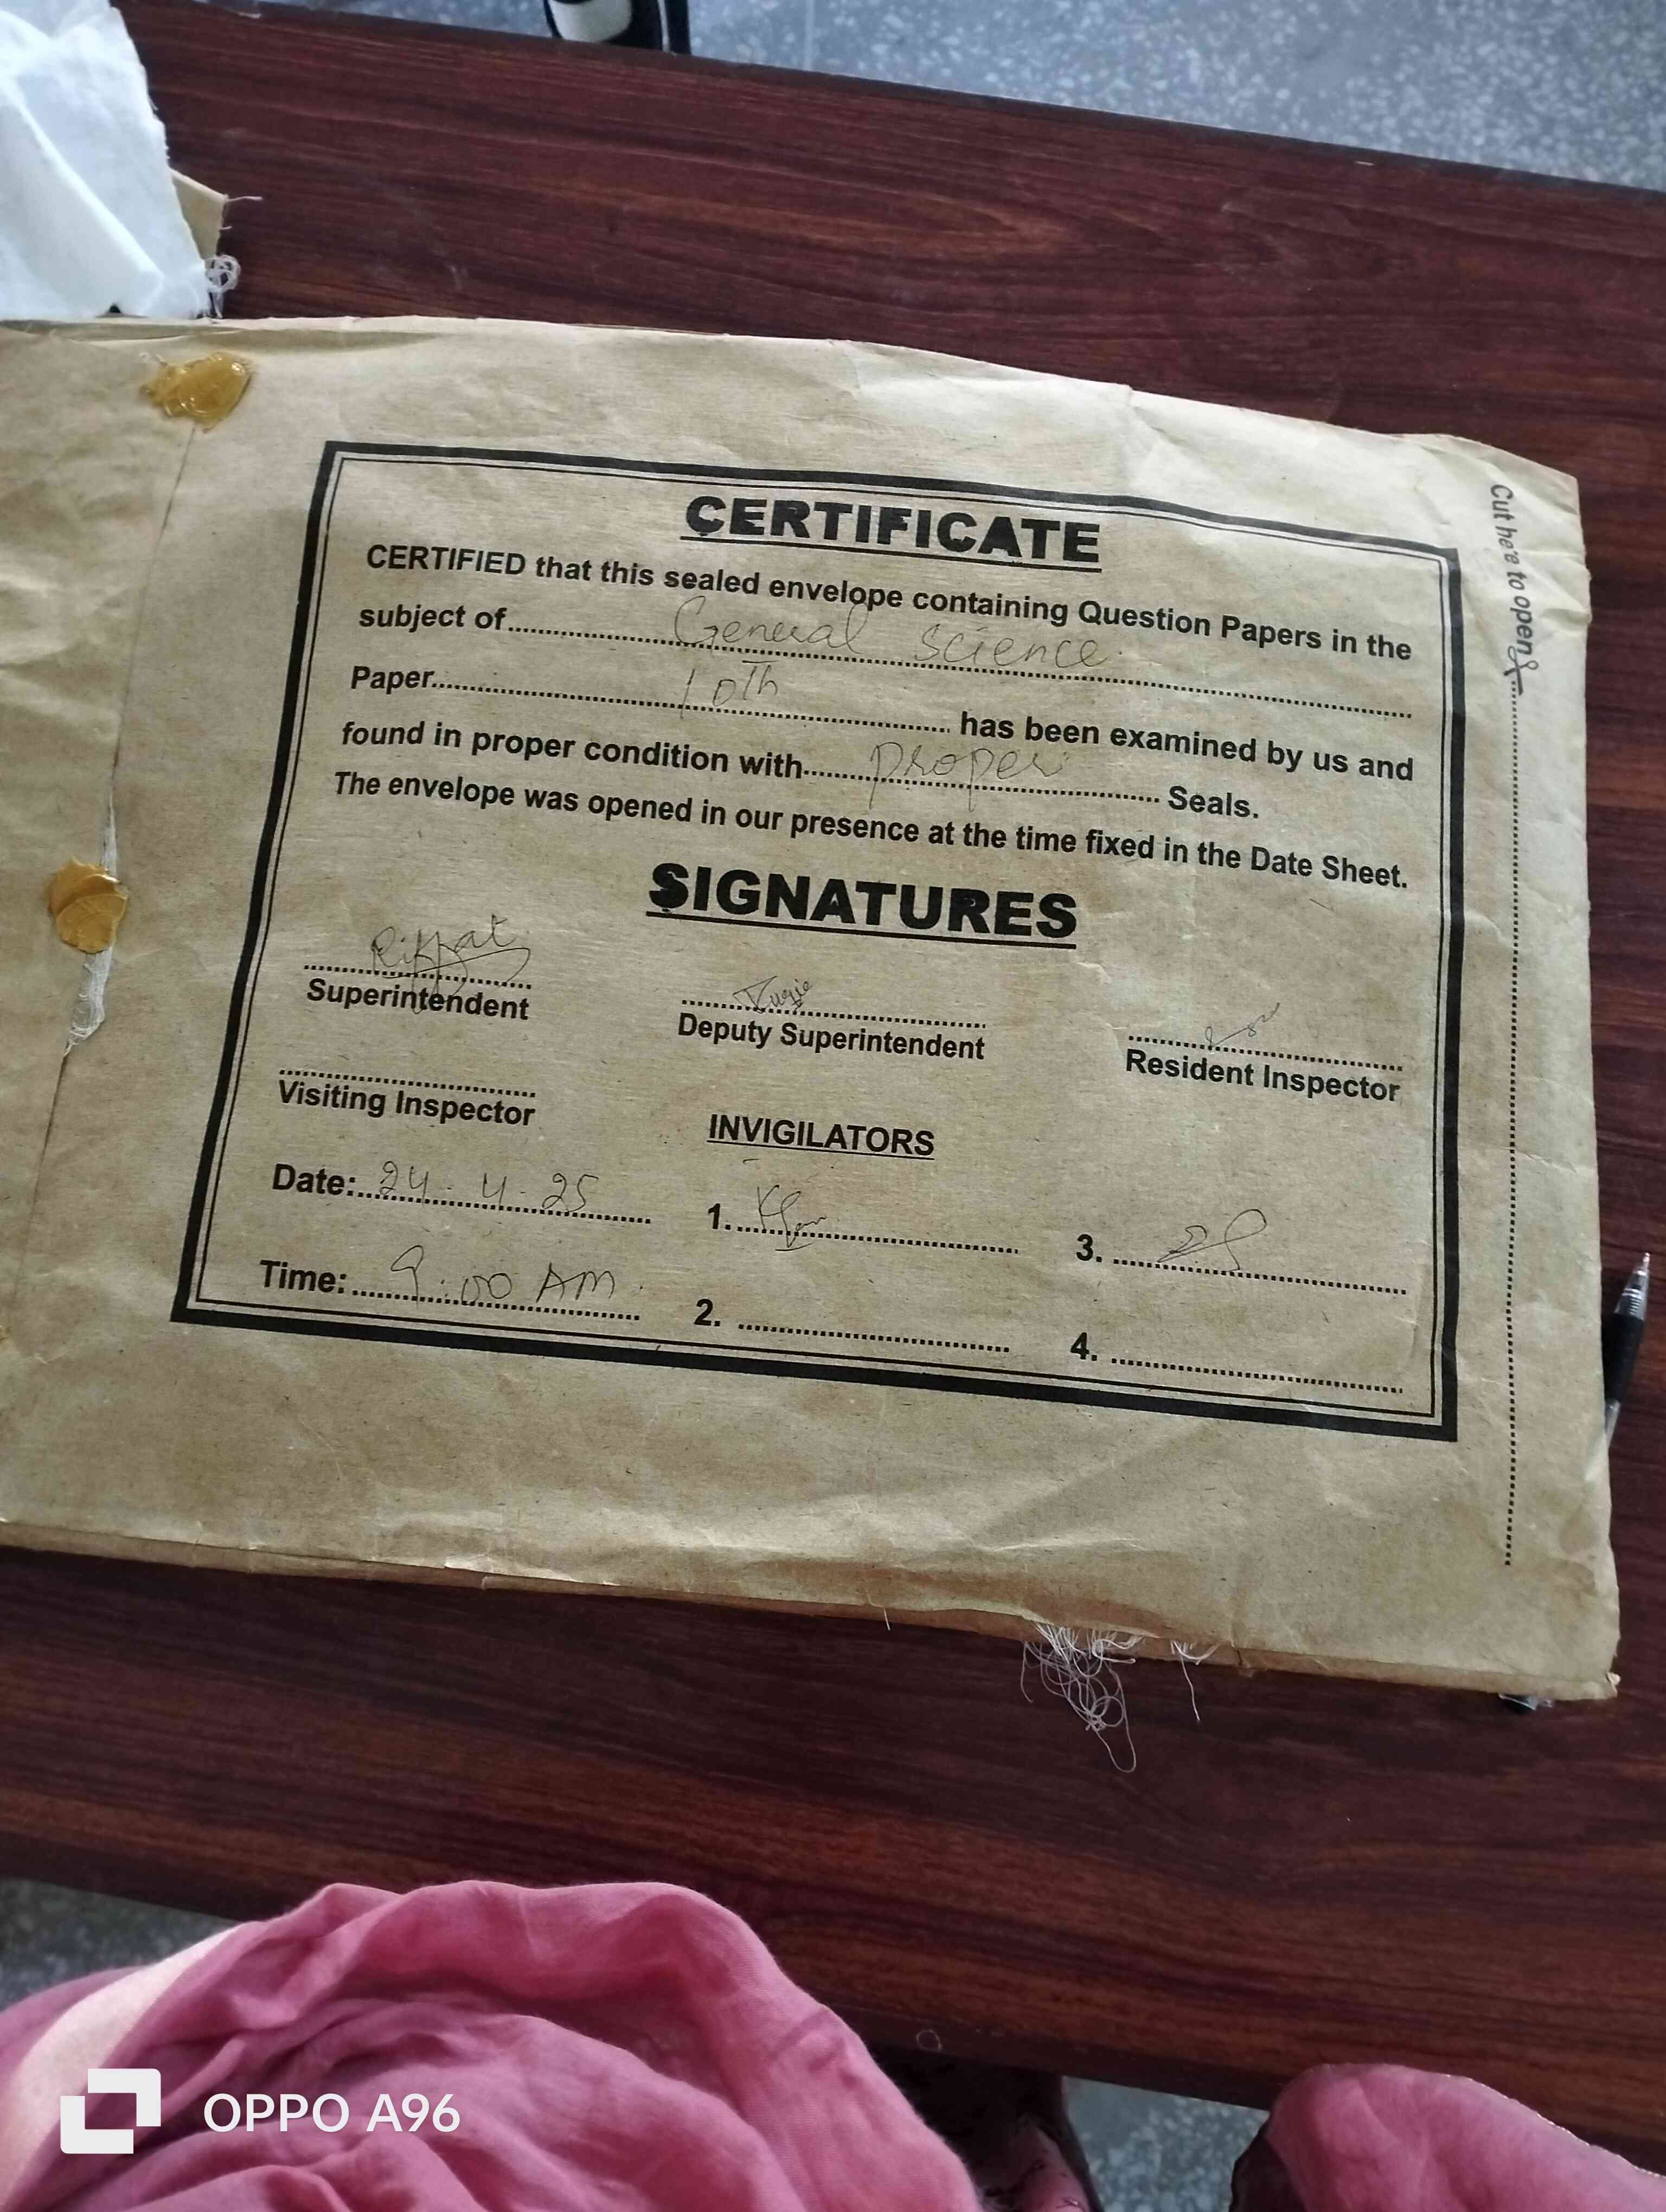 CERTIFICATE
CERTIFIED that this sealed envelope containing Question Papers in the
subject of General Science
Paper 10Th has been examined by us and
found in proper condition with proper Seals.
The envelope was opened in our presence at the time fixed in the Date Sheet.
SIGNATURES
Riffat
Superintendent
Deputy Superintendent
Resident Inspector
Visiting Inspector
INVIGILATORS
Date: 24.4.25
1.
3.
Time: 9:00 AM
2.
4.
Cut here to open
OPPO A96